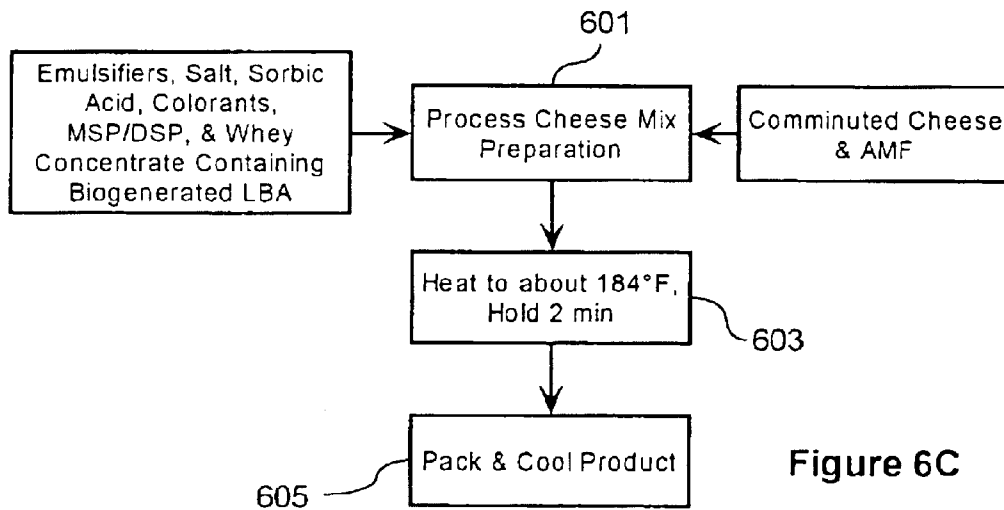 601
Emulsifiers, Salt, Sorbic
Acid, Colorants,
MSP/DSP, & Whey
Concentrate Containing
Biogenerated LBA
Process Cheese Mix
Preparation
Comminuted Cheese
& AMF
Heat to about 184°F,
Hold 2 min
603
Pack & Cool Product
605
Figure 6C